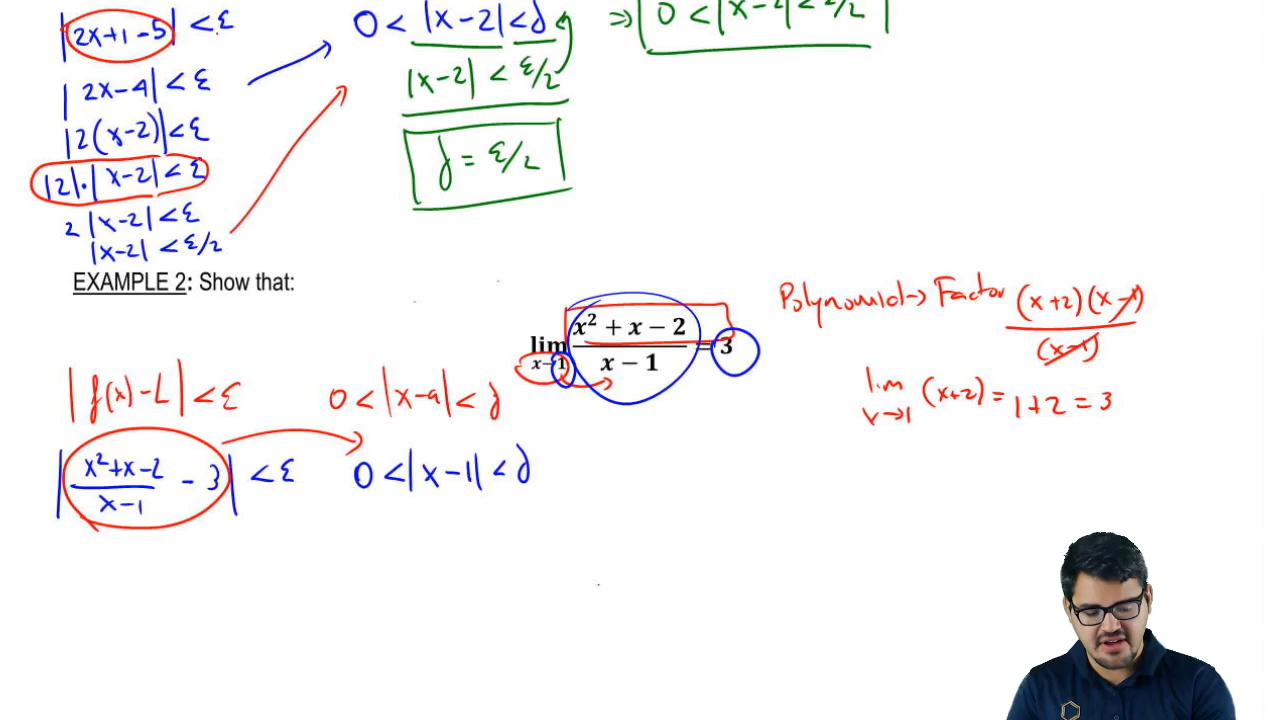 |2x+1-5| < ε
|2x-4| < ε
|2(x-2)| < ε
|2|·|x-2| < ε
2|x-2| < ε
|x-2| < ε/2
0 < |x-2| < δ
|x-2| < ε/2
δ = ε/2
⇒ 0 < |x-2| < ε/2
EXAMPLE 2: Show that:
lim x→1 (x² + x − 2)/(x − 1) = 3
Polynomial → Factor (x+2)(x-1)/(x-1)
lim x→1 (x+2) = 1+2 = 3
|f(x)-L| < ε 0 < |x-a| < δ
|(x²+x-2)/(x-1) - 3| < ε 0 < |x-1| < δ